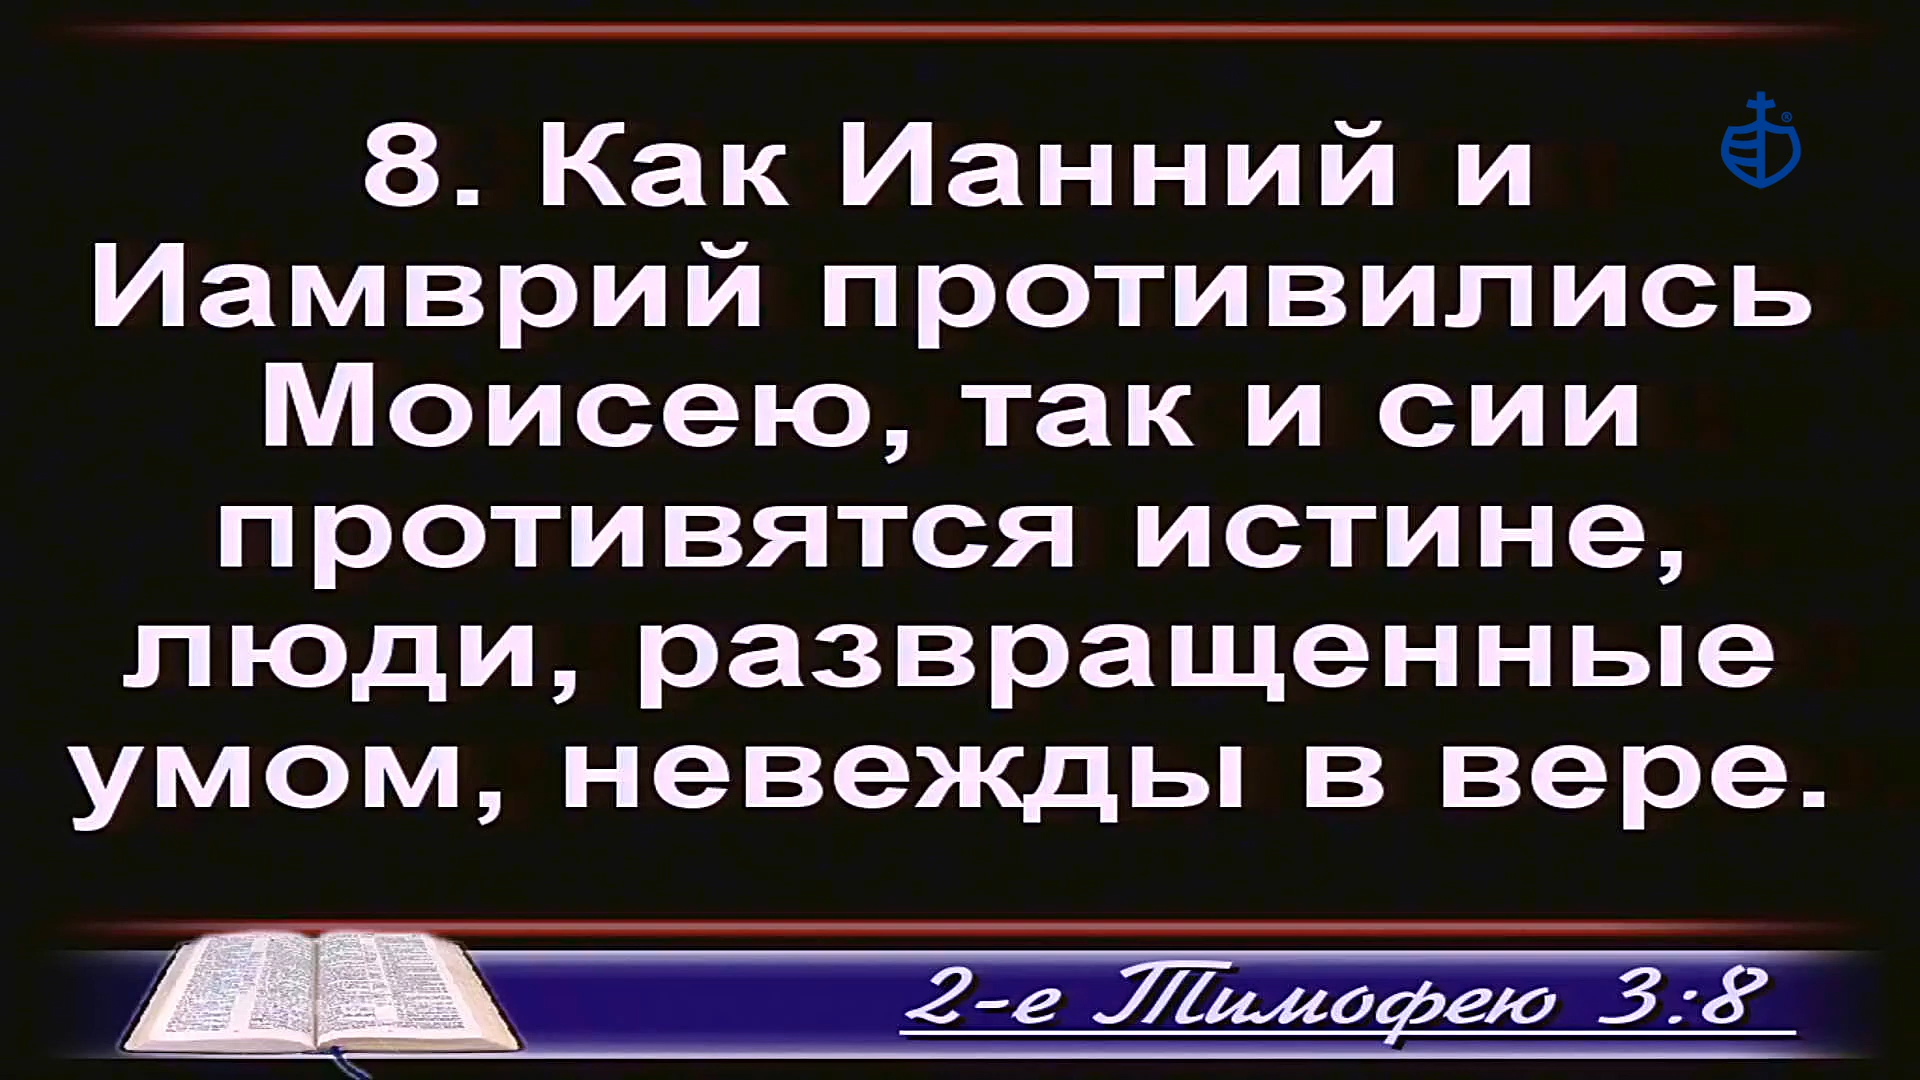 8. Как Ианний и
Иамврий противились
Моисею, так и сии
противятся истине,
люди, развращенные
умом, невежды в вере.
2-е Тимофею 3:8
®